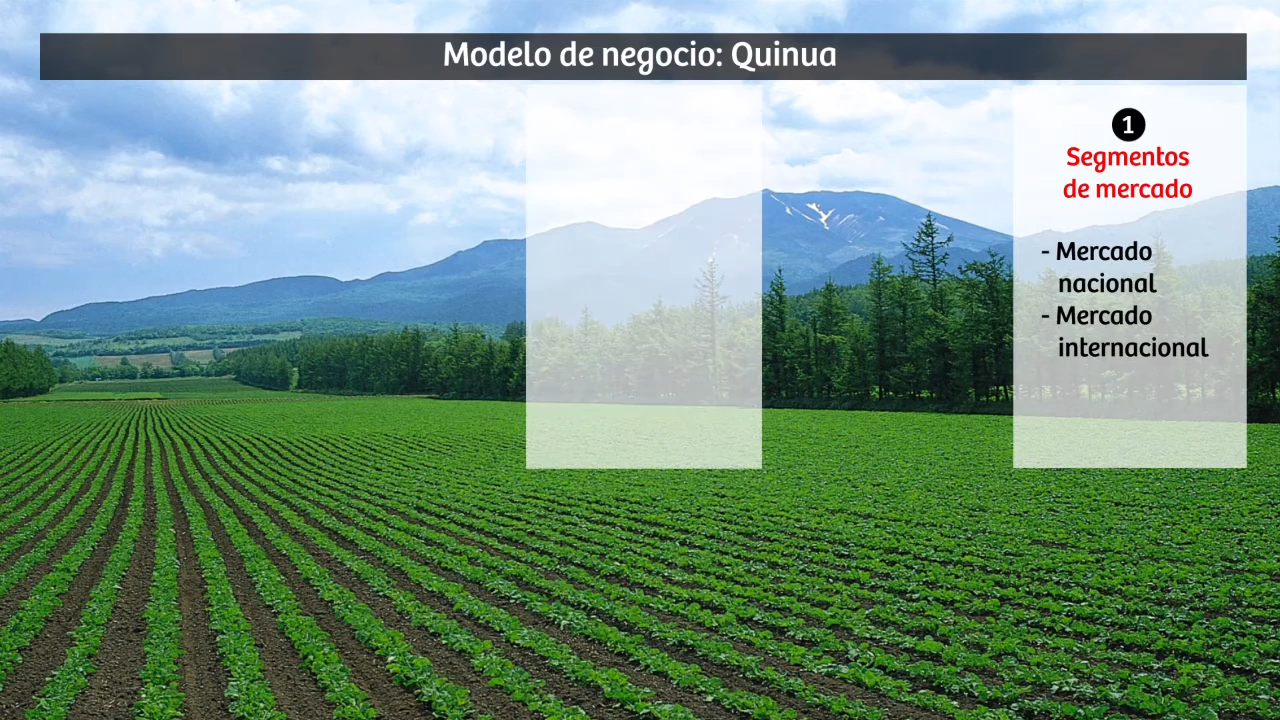 Modelo de negocio: Quinua
1
Segmentos
de mercado
- Mercado
nacional
- Mercado
internacional